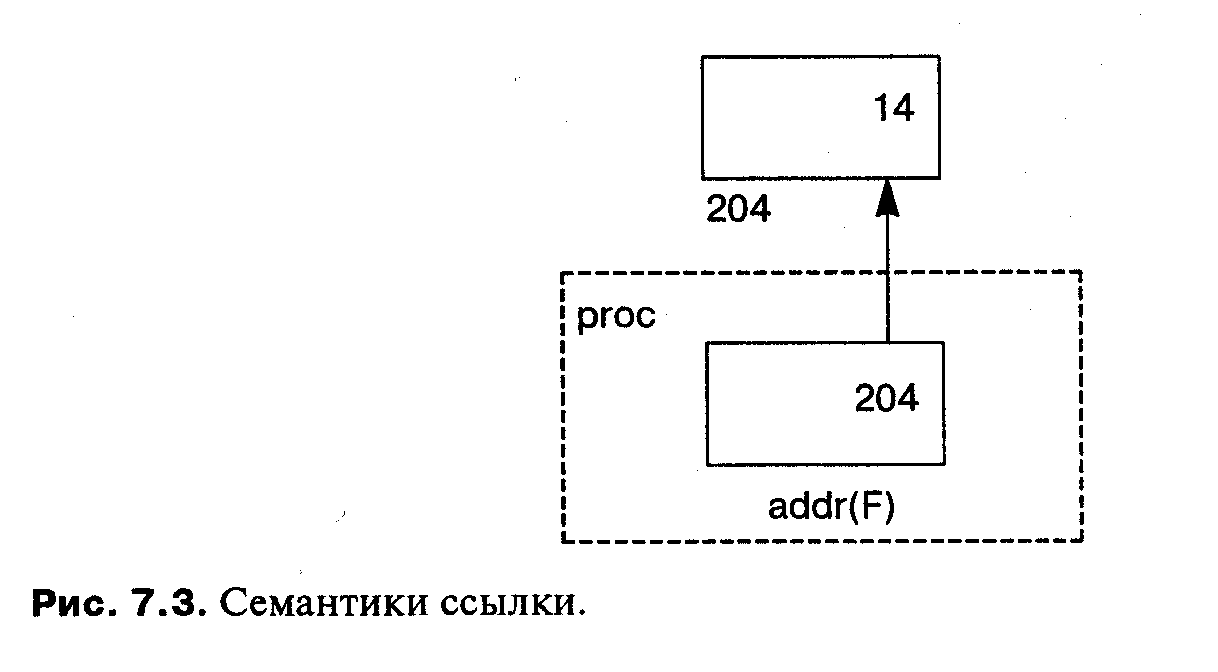 14
204
proc
204
addr(F)
Рис. 7.3. Семантики ссылки.